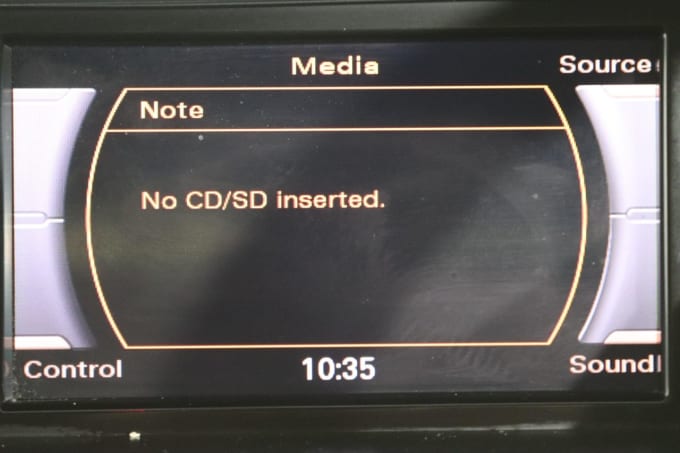 Media
Source
Note
No CD/SD inserted.
Control
10:35
Sound